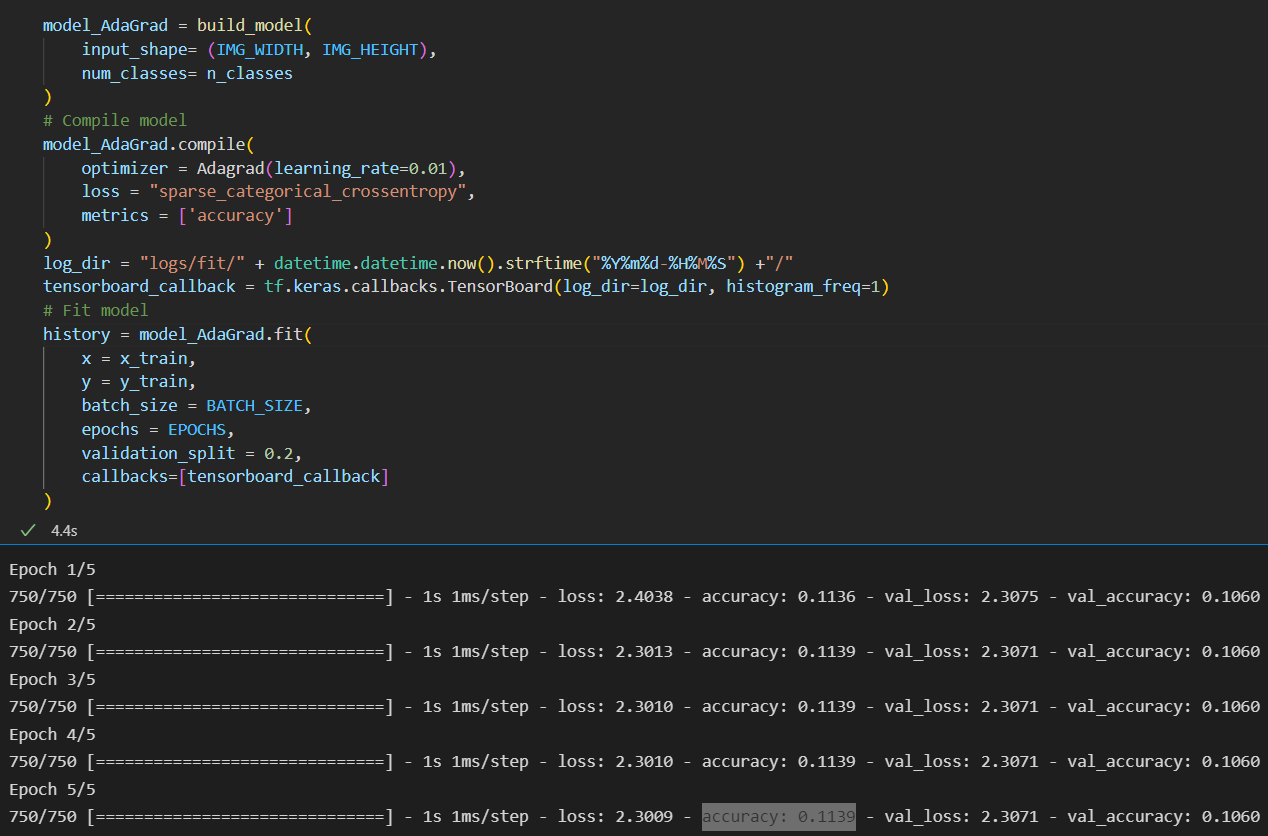 model_AdaGrad = build_model(
    input_shape= (IMG_WIDTH, IMG_HEIGHT),
    num_classes= n_classes
)
# Compile model
model_AdaGrad.compile(
    optimizer = Adagrad(learning_rate=0.01),
    loss = "sparse_categorical_crossentropy",
    metrics = ['accuracy']
)
log_dir = "logs/fit/" + datetime.datetime.now().strftime("%Y%m%d-%H%M%S") +"/"
tensorboard_callback = tf.keras.callbacks.TensorBoard(log_dir=log_dir, histogram_freq=1)
# Fit model
history = model_AdaGrad.fit(
    x = x_train,
    y = y_train,
    batch_size = BATCH_SIZE,
    epochs = EPOCHS,
    validation_split = 0.2,
    callbacks=[tensorboard_callback]
)
✓ 4.4s
Epoch 1/5
750/750 [==============================] - 1s 1ms/step - loss: 2.4038 - accuracy: 0.1136 - val_loss: 2.3075 - val_accuracy: 0.1060
Epoch 2/5
750/750 [==============================] - 1s 1ms/step - loss: 2.3013 - accuracy: 0.1139 - val_loss: 2.3071 - val_accuracy: 0.1060
Epoch 3/5
750/750 [==============================] - 1s 1ms/step - loss: 2.3010 - accuracy: 0.1139 - val_loss: 2.3071 - val_accuracy: 0.1060
Epoch 4/5
750/750 [==============================] - 1s 1ms/step - loss: 2.3010 - accuracy: 0.1139 - val_loss: 2.3071 - val_accuracy: 0.1060
Epoch 5/5
750/750 [==============================] - 1s 1ms/step - loss: 2.3009 - accuracy: 0.1139 - val_loss: 2.3071 - val_accuracy: 0.1060